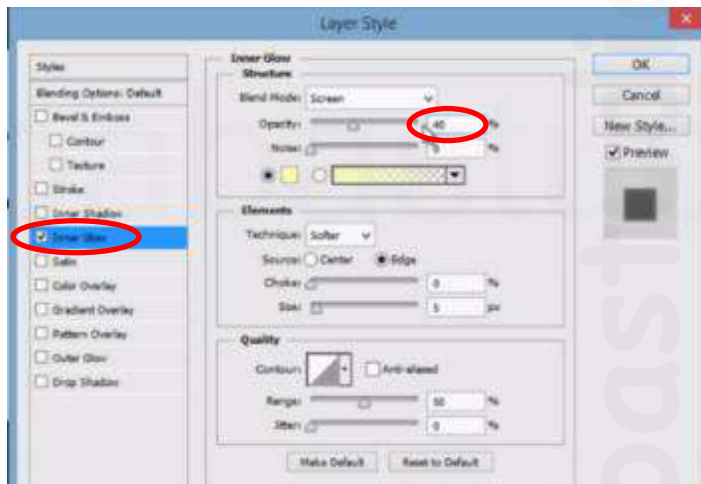 Layer Style
Styles
Blending Options: Default
Bevel & Emboss
Contour
Texture
Stroke
Inner Shadow
Inner Glow
Satin
Color Overlay
Gradient Overlay
Pattern Overlay
Outer Glow
Drop Shadow
Inner Glow
Structure
Blend Mode: Screen
Opacity: 40 %
Noise: 0 %
Elements
Technique: Softer
Source: Center Edge
Choke: 0 %
Size: 5 px
Quality
Contour: Anti-aliased
Range: 50 %
Jitter: 0 %
Make Default Reset to Default
OK
Cancel
New Style...
Preview